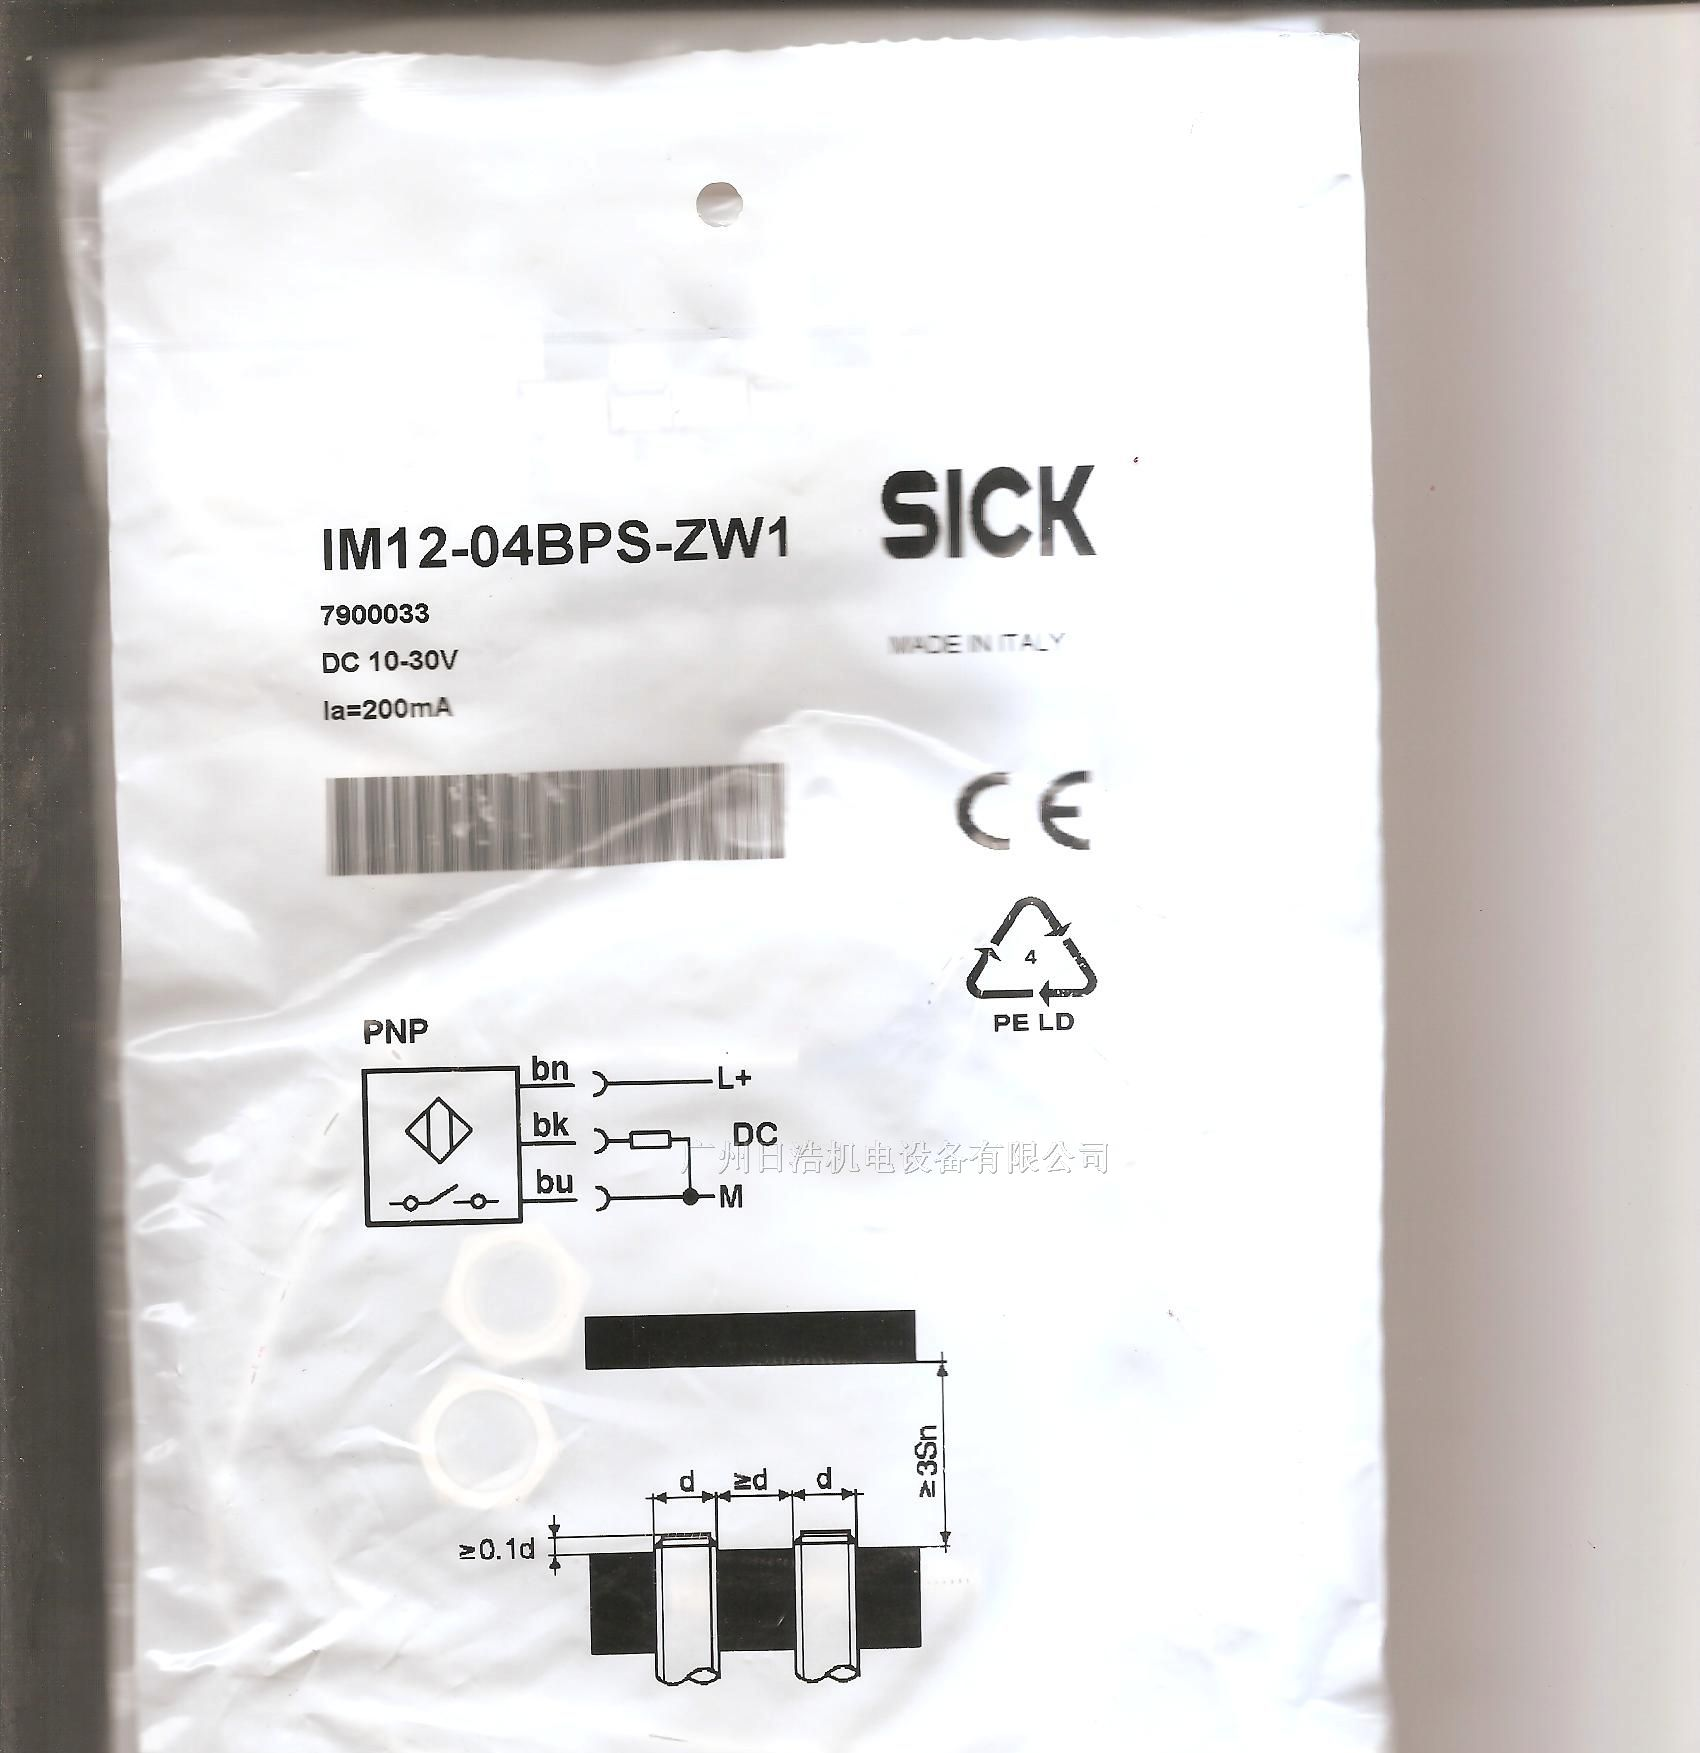 SICK
IM12-04BPS-ZW1
7900033
MADE IN ITALY
DC 10-30V
Ia=200mA
CE
4
PE LD
PNP
bn
L+
bk
DC
广州日浩机电设备有限公司
bu
M
≥3Sn
d
≥d
d
≥0.1d